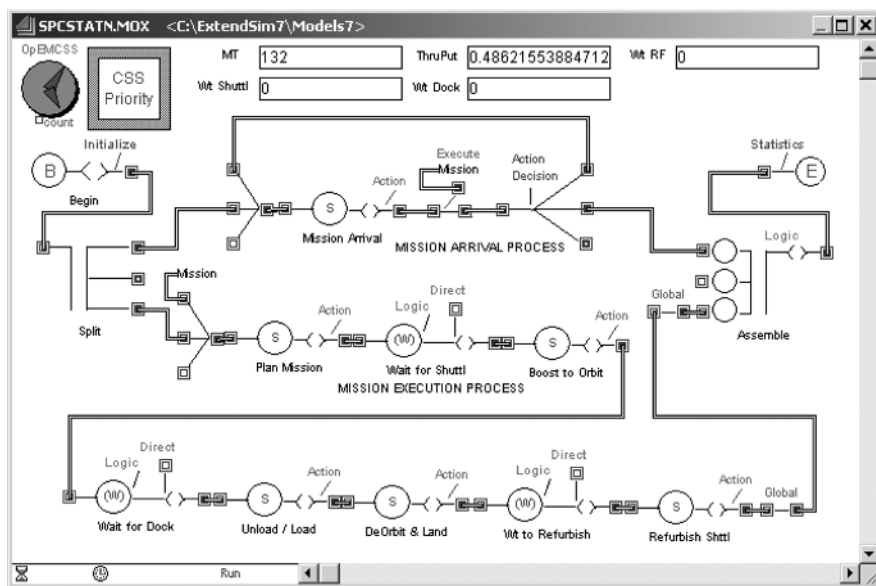 SPCSTATN.MOX <C:\ExtendSim7\Models7>
OpEMCSS
count
CSS
Priority
MT
132
ThruPut
0.48621553884712
Wt RF
0
Wt Shuttl
0
Wt Dock
0
Initialize
B
Begin
Execute
Mission
Action
Action
Decision
S
Mission Arrival
MISSION ARRIVAL PROCESS
Statistics
E
Split
Mission
Logic
Global
Assemble
Action
S
Plan Mission
Logic
Direct
(W)
Wait for Shuttl
Action
S
Boost to Orbit
MISSION EXECUTION PROCESS
Logic
Direct
(W)
Wait for Dock
Action
S
Unload / Load
Action
S
DeOrbit & Land
Logic
Direct
(W)
Wt to Refurbish
Action
S
Refurbish Shttl
Global
Run